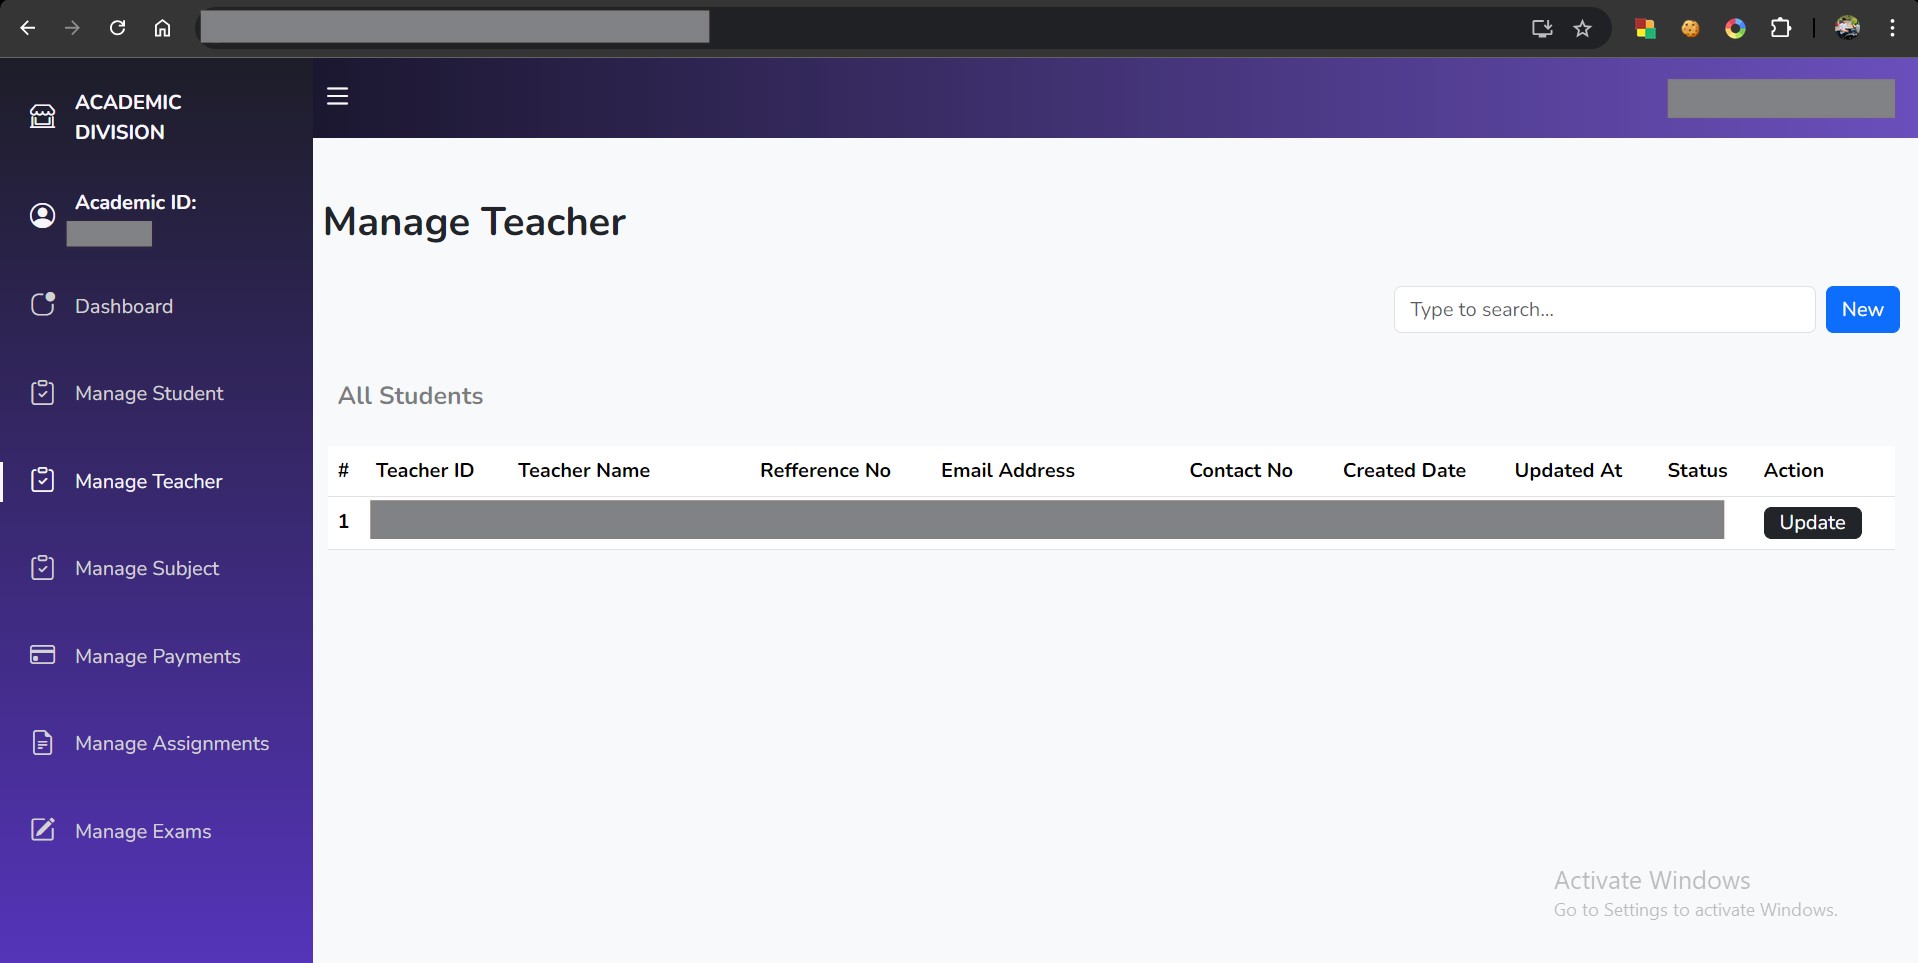 ACADEMIC
DIVISION
Academic ID:
Dashboard
Manage Student
Manage Teacher
Manage Subject
Manage Payments
Manage Assignments
Manage Exams
Manage Teacher
Type to search...
New
All Students
# Teacher ID Teacher Name Refference No Email Address Contact No Created Date Updated At Status Action
1 Update
Activate Windows
Go to Settings to activate Windows.